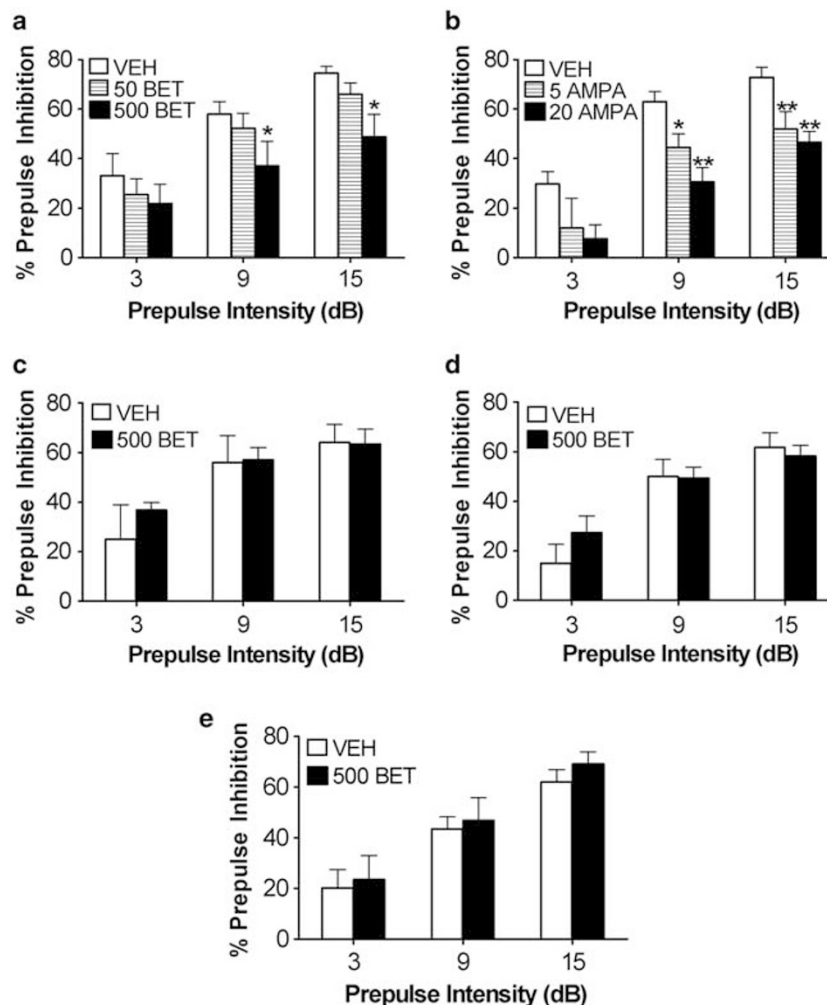 a
80
60
40
20
0
% Prepulse Inhibition
VEH
50 BET
500 BET
*
*
3 9 15
Prepulse Intensity (dB)
b
80
60
40
20
0
% Prepulse Inhibition
VEH
5 AMPA
20 AMPA
*
**
**
**
3 9 15
Prepulse Intensity (dB)
c
80
60
40
20
0
% Prepulse Inhibition
VEH
500 BET
3 9 15
Prepulse Intensity (dB)
d
80
60
40
20
0
% Prepulse Inhibition
VEH
500 BET
3 9 15
Prepulse Intensity (dB)
e
80
60
40
20
0
% Prepulse Inhibition
VEH
500 BET
3 9 15
Prepulse Intensity (dB)